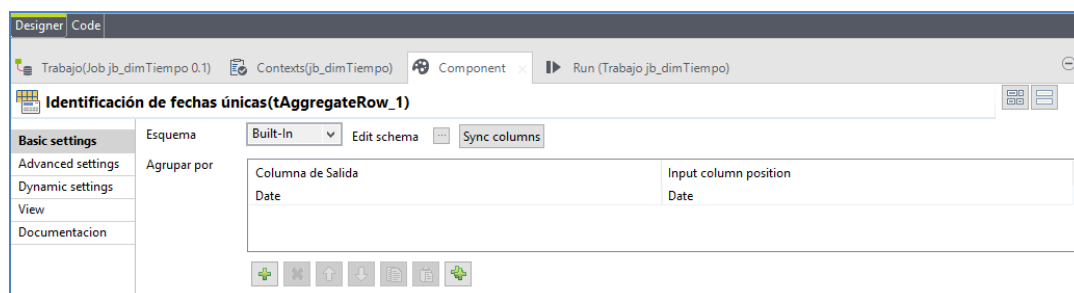 Designer Code
Trabajo(Job jb_dimTiempo 0.1) Contexts(jb_dimTiempo) Component Run (Trabajo jb_dimTiempo)
Identificación de fechas únicas(tAggregateRow_1)
Basic settings
Advanced settings
Dynamic settings
View
Documentacion
Esquema Built-In Edit schema ... Sync columns
Agrupar por
Columna de Salida Input column position
Date Date